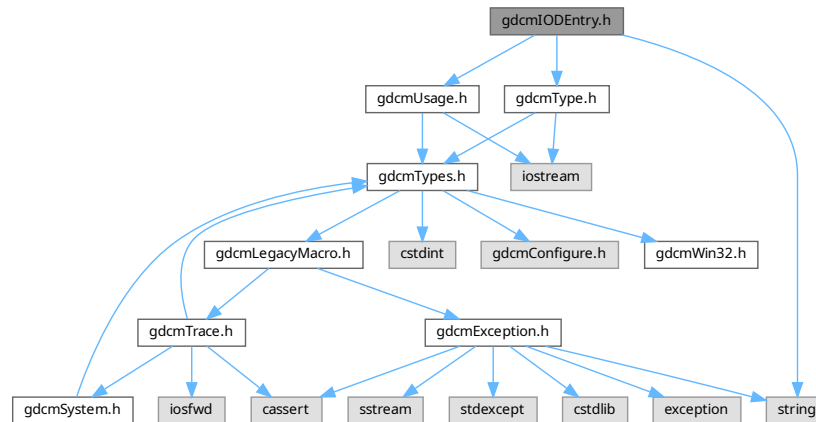 gdcmIODEntry.h
gdcmUsage.h
gdcmType.h
gdcmTypes.h
iostream
gdcmLegacyMacro.h
cstdint
gdcmConfigure.h
gdcmWin32.h
gdcmTrace.h
gdcmException.h
gdcmSystem.h
iosfwd
cassert
sstream
stdexcept
cstdlib
exception
string